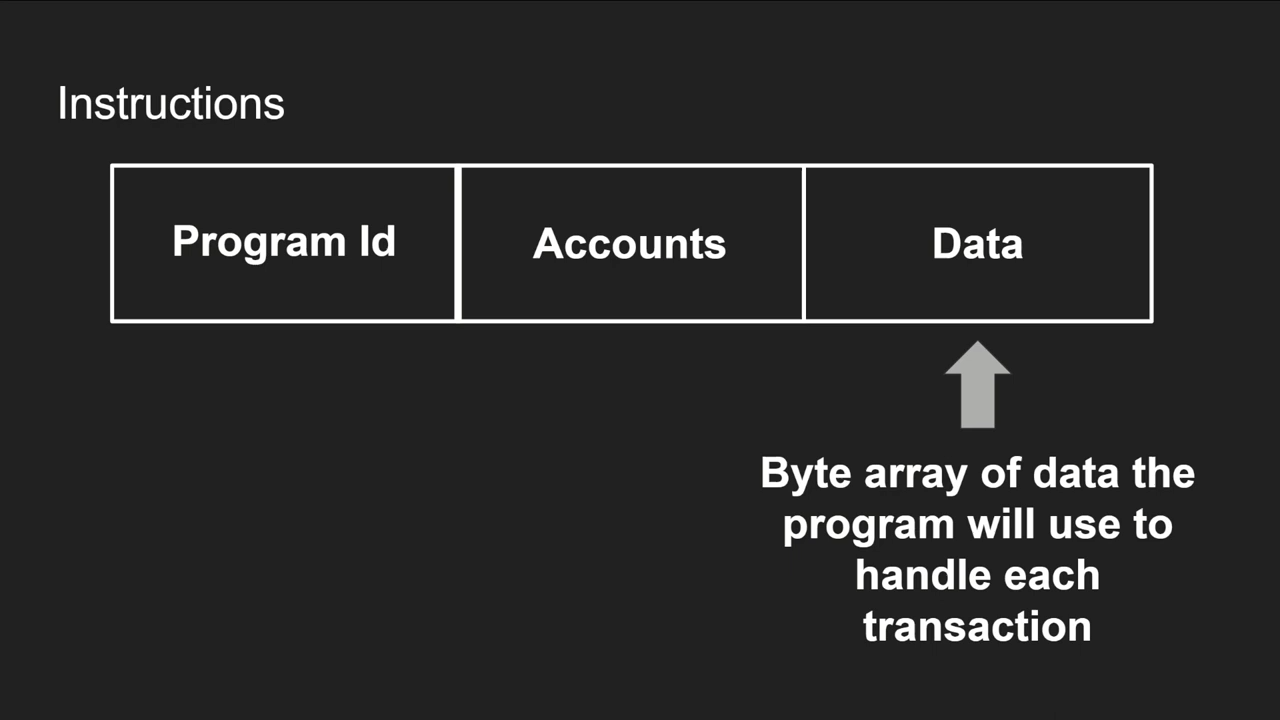 Instructions
Program Id
Accounts
Data
Byte array of data the
program will use to
handle each
transaction